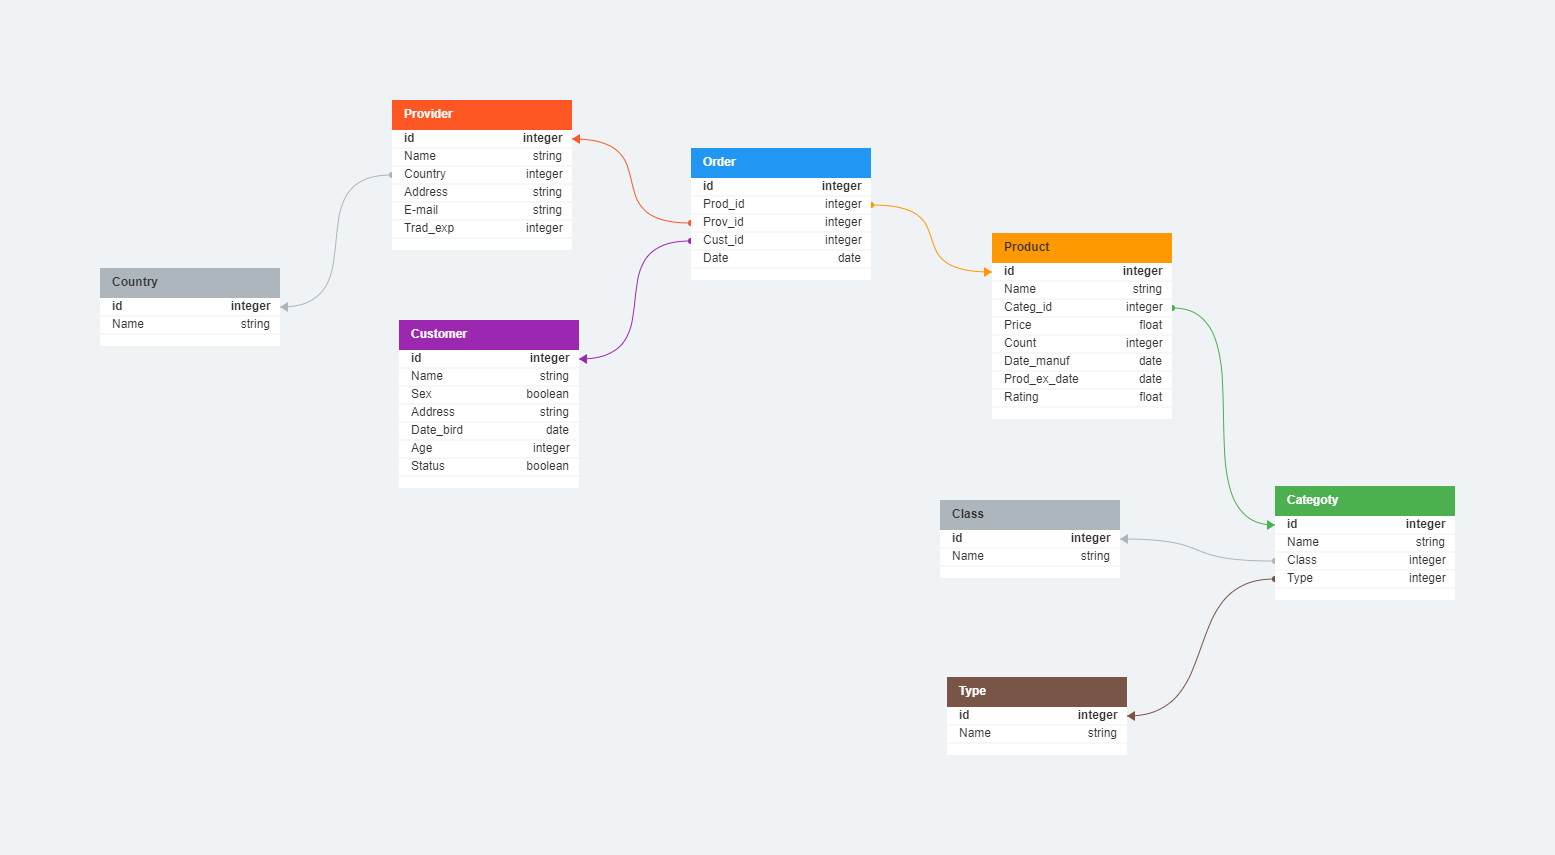 Provider
id integer
Name string
Country integer
Address string
E-mail string
Trad_exp integer
Order
id integer
Prod_id integer
Prov_id integer
Cust_id integer
Date date
Product
id integer
Name string
Categ_id integer
Price float
Count integer
Date_manuf date
Prod_ex_date date
Rating float
Country
id integer
Name string
Customer
id integer
Name string
Sex boolean
Address string
Date_bird date
Age integer
Status boolean
Class
id integer
Name string
Categoty
id integer
Name string
Class integer
Type integer
Type
id integer
Name string